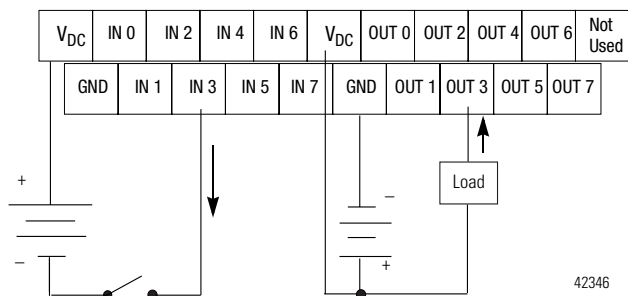 V_DC IN 0 IN 2 IN 4 IN 6 V_DC OUT 0 OUT 2 OUT 4 OUT 6 Not Used
GND IN 1 IN 3 IN 5 IN 7 GND OUT 1 OUT 3 OUT 5 OUT 7
+
–
Load
–
+
42346